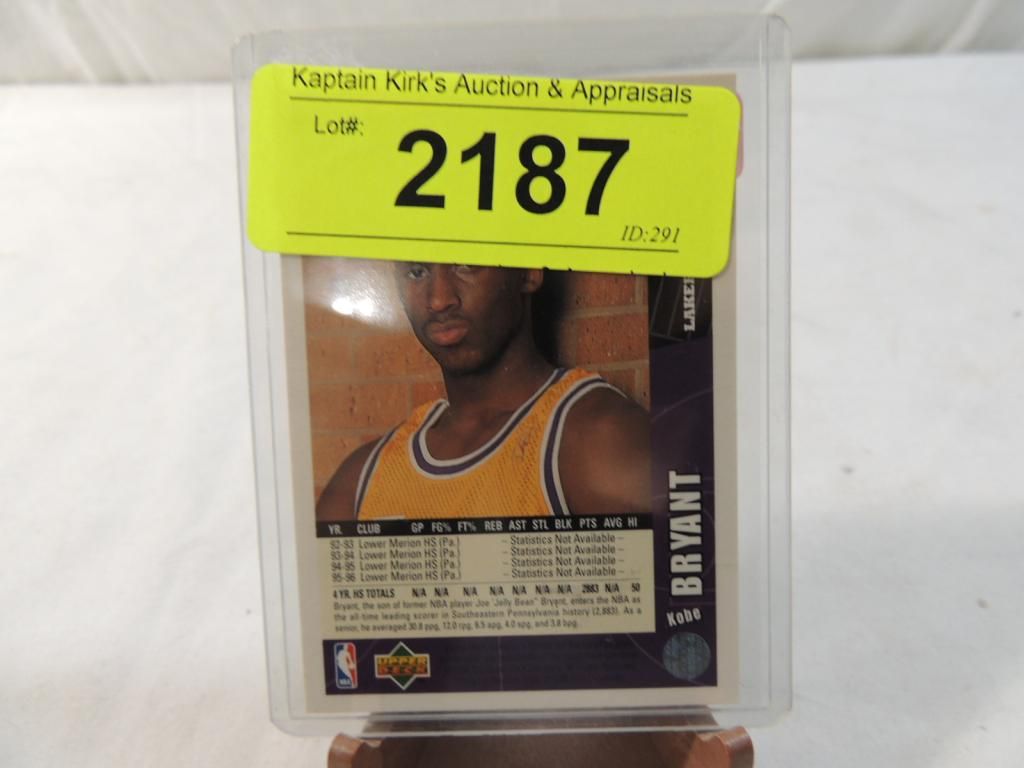 Kaptain Kirk's Auction & Appraisals
Lot#:
2187
ID:291
LAKE
BRYANT
Kobe
YR. CLUB GP FG% FT% REB AST STL BLK PTS AVG HI
92-93 Lower Merion HS (Pa.) – Statistics Not Available –
93-94 Lower Merion HS (Pa.) – Statistics Not Available –
94-95 Lower Merion HS (Pa.) – Statistics Not Available –
95-96 Lower Merion HS (Pa.) – Statistics Not Available –
4 YR. HS TOTALS N/A N/A N/A N/A N/A N/A N/A 2883 N/A 50
Bryant, the son of former NBA player Joe "Jelly Bean" Bryant, enters the NBA as
the all-time leading scorer in Southeastern Pennsylvania history (2,883). As a
senior, he averaged 30.8 ppg, 12.0 rpg, 6.5 apg, 4.0 spg, and 3.8 bpg.
NBA
UPPER
DECK